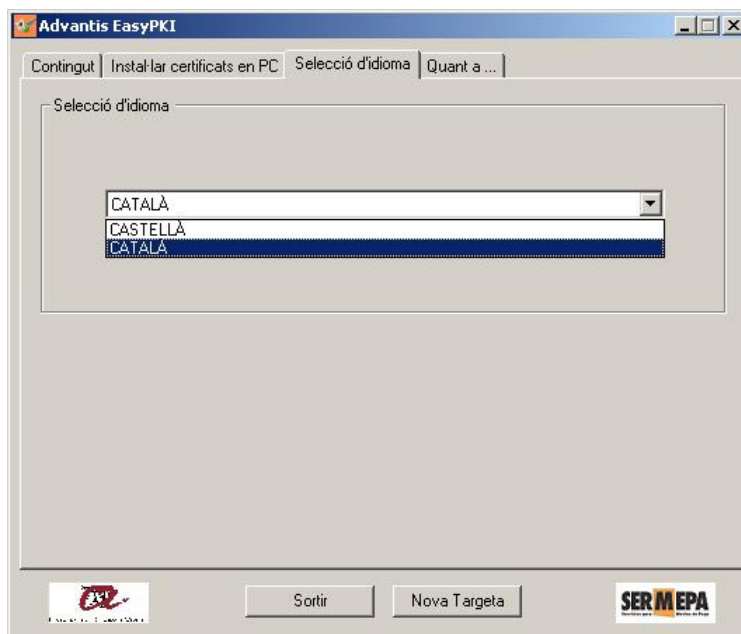 Advantis EasyPKI
Contingut Instal·lar certificats en PC Selecció d'idioma Quant a ...
Selecció d'idioma
CATALÀ
CASTELLÀ
CATALÀ
Sortir Nova Targeta
SERMEPA